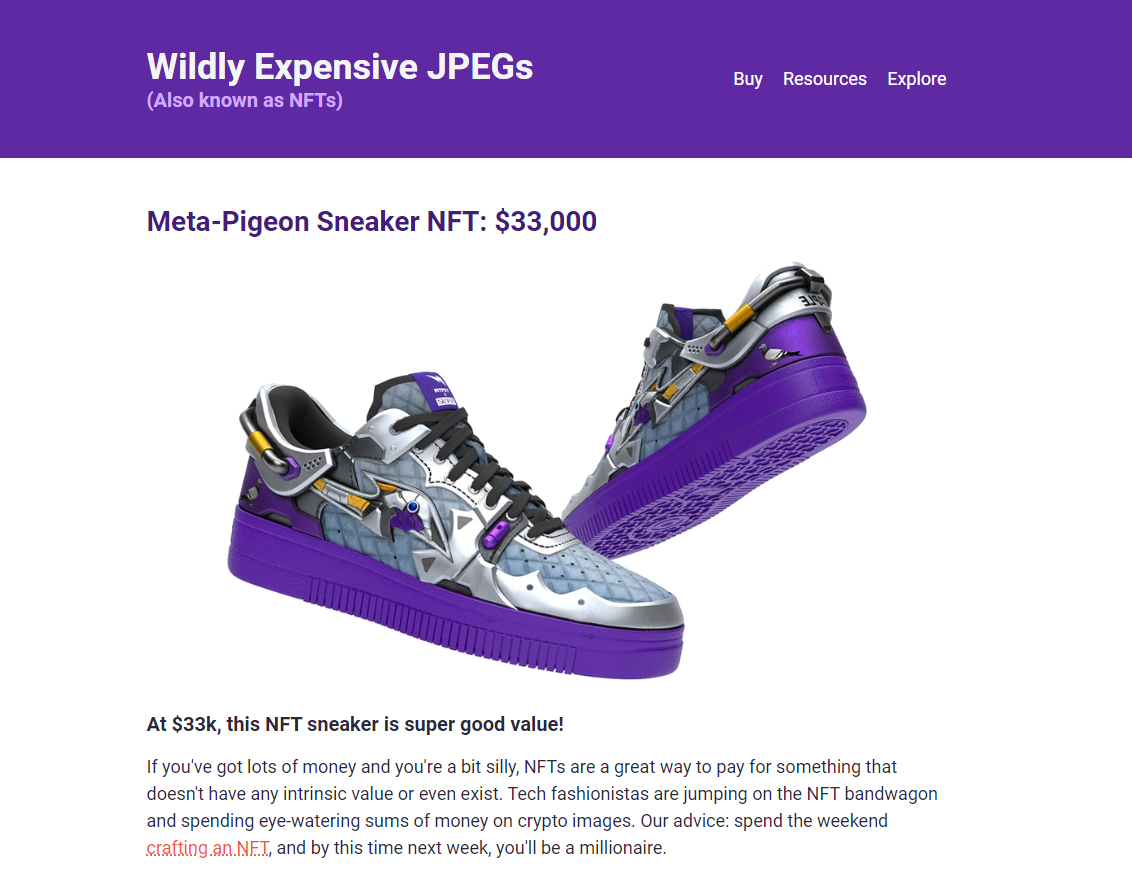 Wildly Expensive JPEGs
(Also known as NFTs)
Buy Resources Explore
Meta-Pigeon Sneaker NFT: $33,000
At $33k, this NFT sneaker is super good value!
If you've got lots of money and you're a bit silly, NFTs are a great way to pay for something that
doesn't have any intrinsic value or even exist. Tech fashionistas are jumping on the NFT bandwagon
and spending eye-watering sums of money on crypto images. Our advice: spend the weekend
crafting an NFT, and by this time next week, you'll be a millionaire.